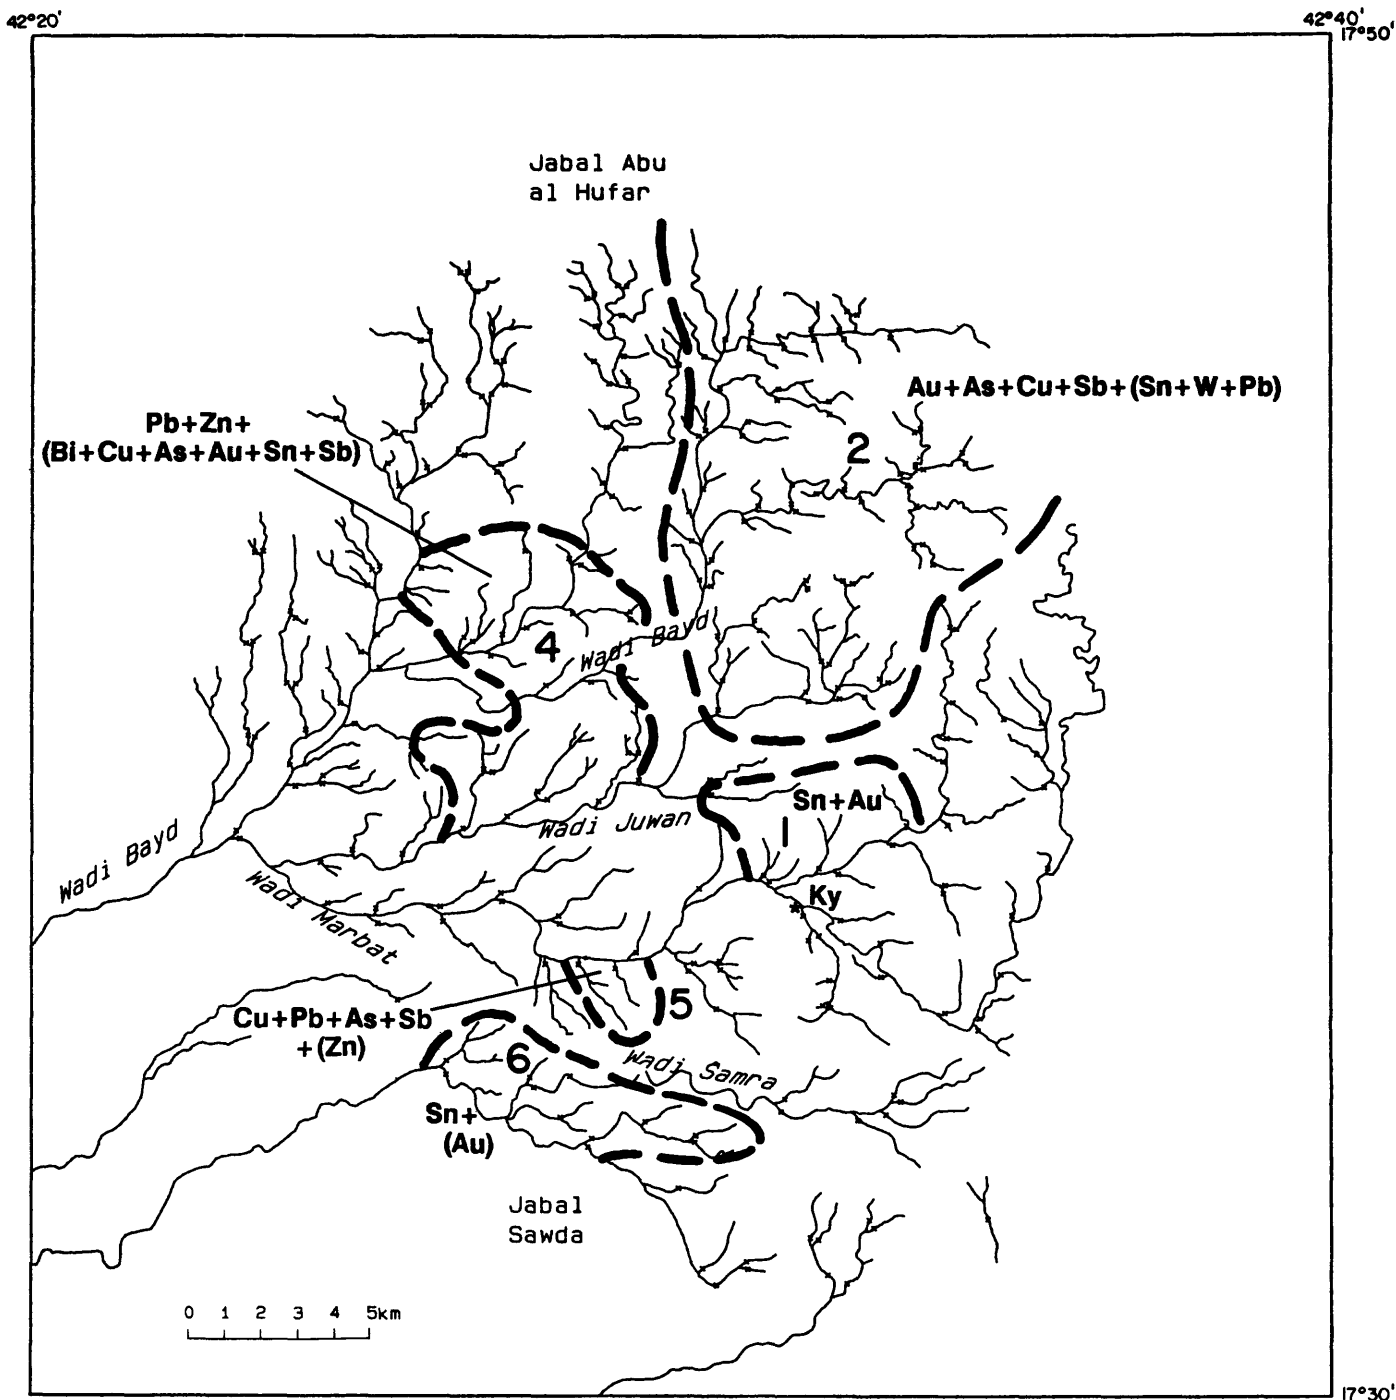 42°20'
42°40'
17°50'
Jabal Abu
al Hufar
Au+As+Cu+Sb+(Sn+W+Pb)
Pb+Zn+
(Bi+Cu+As+Au+Sn+Sb)
2
4
Wadi Bayd
Sn+Au
1
Wadi Juwan
Wadi Bayd
Wadi Marbat
Ky
5
Cu+Pb+As+Sb
+(Zn)
6
Wadi Samra
Sn+
(Au)
Jabal
Sawda
0 1 2 3 4 5km
17°30'